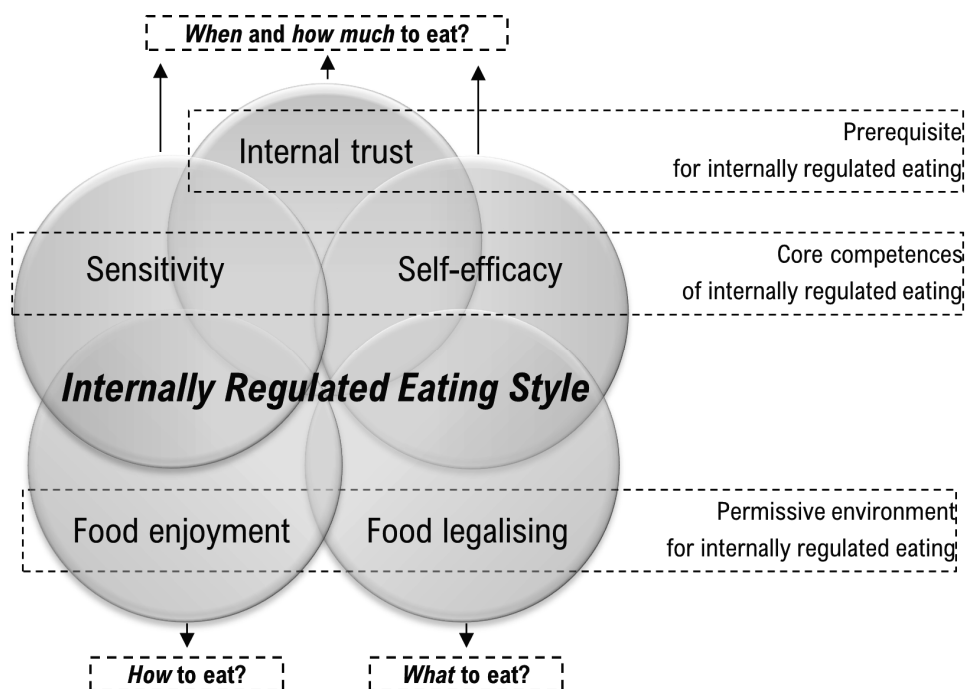 When and how much to eat?
Internal trust
Prerequisite
for internally regulated eating
Sensitivity
Self-efficacy
Core competences
of internally regulated eating
Internally Regulated Eating Style
Food enjoyment
Food legalising
Permissive environment
for internally regulated eating
How to eat?
What to eat?